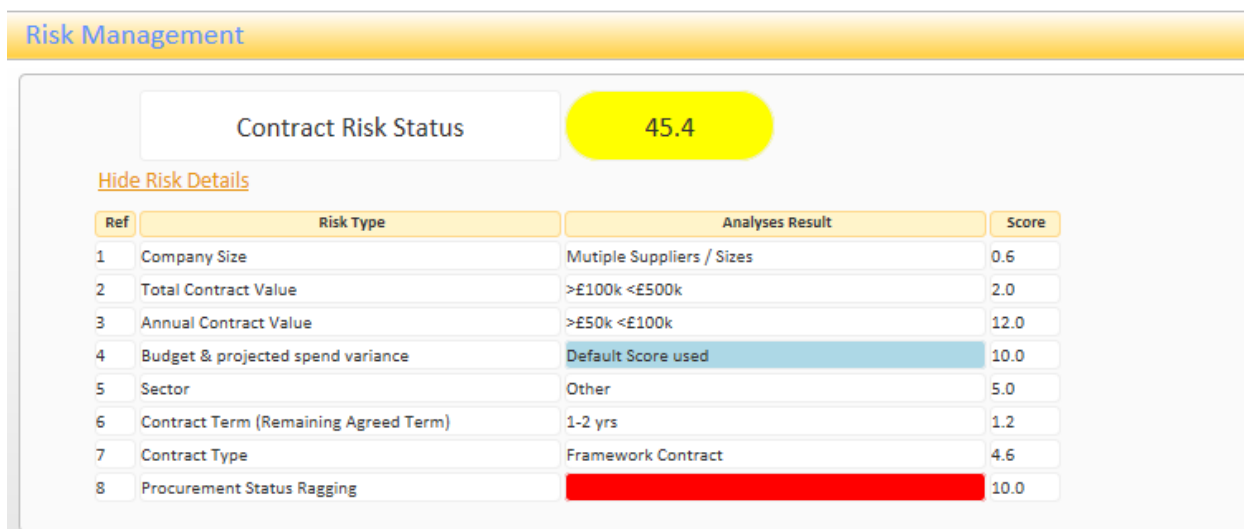 Risk Management
Contract Risk Status 45.4
Hide Risk Details
Ref Risk Type Analyses Result Score
1 Company Size Mutiple Suppliers / Sizes 0.6
2 Total Contract Value >£100k <£500k 2.0
3 Annual Contract Value >£50k <£100k 12.0
4 Budget & projected spend variance Default Score used 10.0
5 Sector Other 5.0
6 Contract Term (Remaining Agreed Term) 1-2 yrs 1.2
7 Contract Type Framework Contract 4.6
8 Procurement Status Ragging 10.0